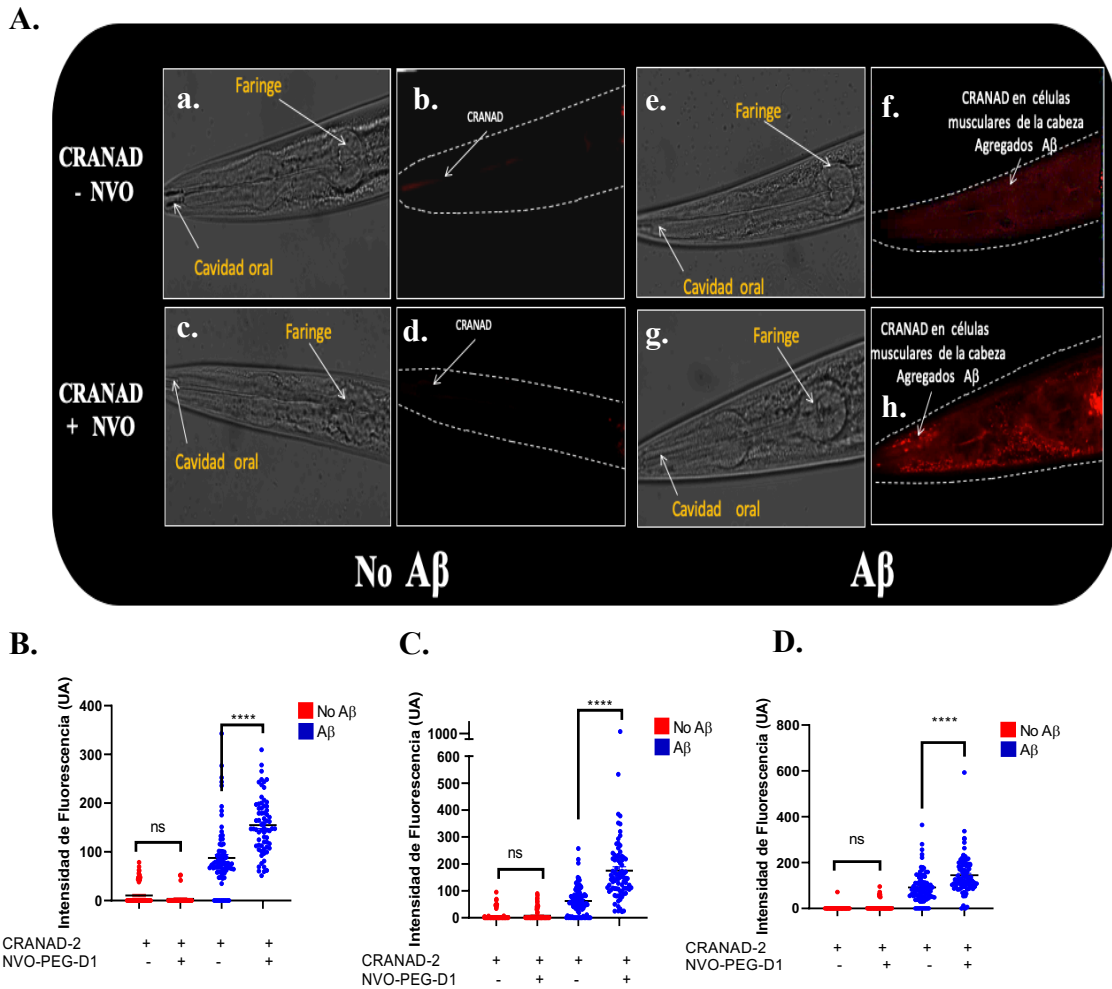 A.
CRANAD
- NVO
a.
Faringe
Cavidad oral
b.
CRANAD
e.
Faringe
Cavidad oral
f.
CRANAD en células
musculares de la cabeza
Agregados Aβ
CRANAD
+ NVO
c.
Faringe
Cavidad oral
d.
CRANAD
g.
Faringe
Cavidad oral
h.
CRANAD en células
musculares de la cabeza
Agregados Aβ
No Aβ
Aβ
B.
Intensidad de Fluorescencia (UA)
400
300
200
100
0
ns
****
No Aβ
Aβ
CRANAD-2 + + + +
NVO-PEG-D1 - + - +
C.
Intensidad de Fluorescencia (UA)
1000
600
500
400
300
200
100
0
ns
****
No Aβ
Aβ
CRANAD-2 + + + +
NVO-PEG-D1 - + - +
D.
Intensidad de Fluorescencia (UA)
800
600
400
200
0
ns
****
No Aβ
Aβ
CRANAD-2 + + + +
NVO-PEG-D1 - + - +